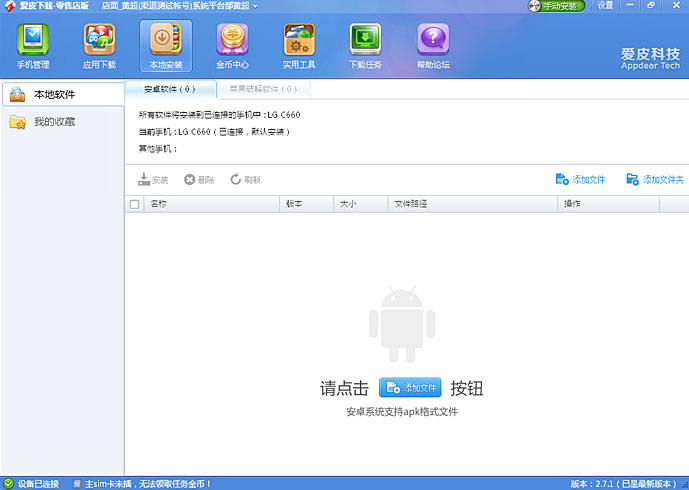 爱皮下载-零售店版 店面_黄超(渠道测试帐号)系统平台部黄超 手动安装 设置
手机管理 应用下载 本地安装 金币中心 实用工具 下载任务 帮助论坛
爱皮科技
Appdear Tech
本地软件
我的收藏
安卓软件（0） 苹果破解软件（0）
所有软件将安装到已连接的手机中：LG C660
当前手机：LG C660（已连接，默认安装）
其他手机：
安装 删除 刷新 添加文件 添加文件夹
名称 版本 大小 文件路径 操作
请点击 添加文件 按钮
安卓系统支持apk格式文件
设备已连接 主sim卡未插，无法领取任务金币！ 版本：2.7.1（已是最新版本）